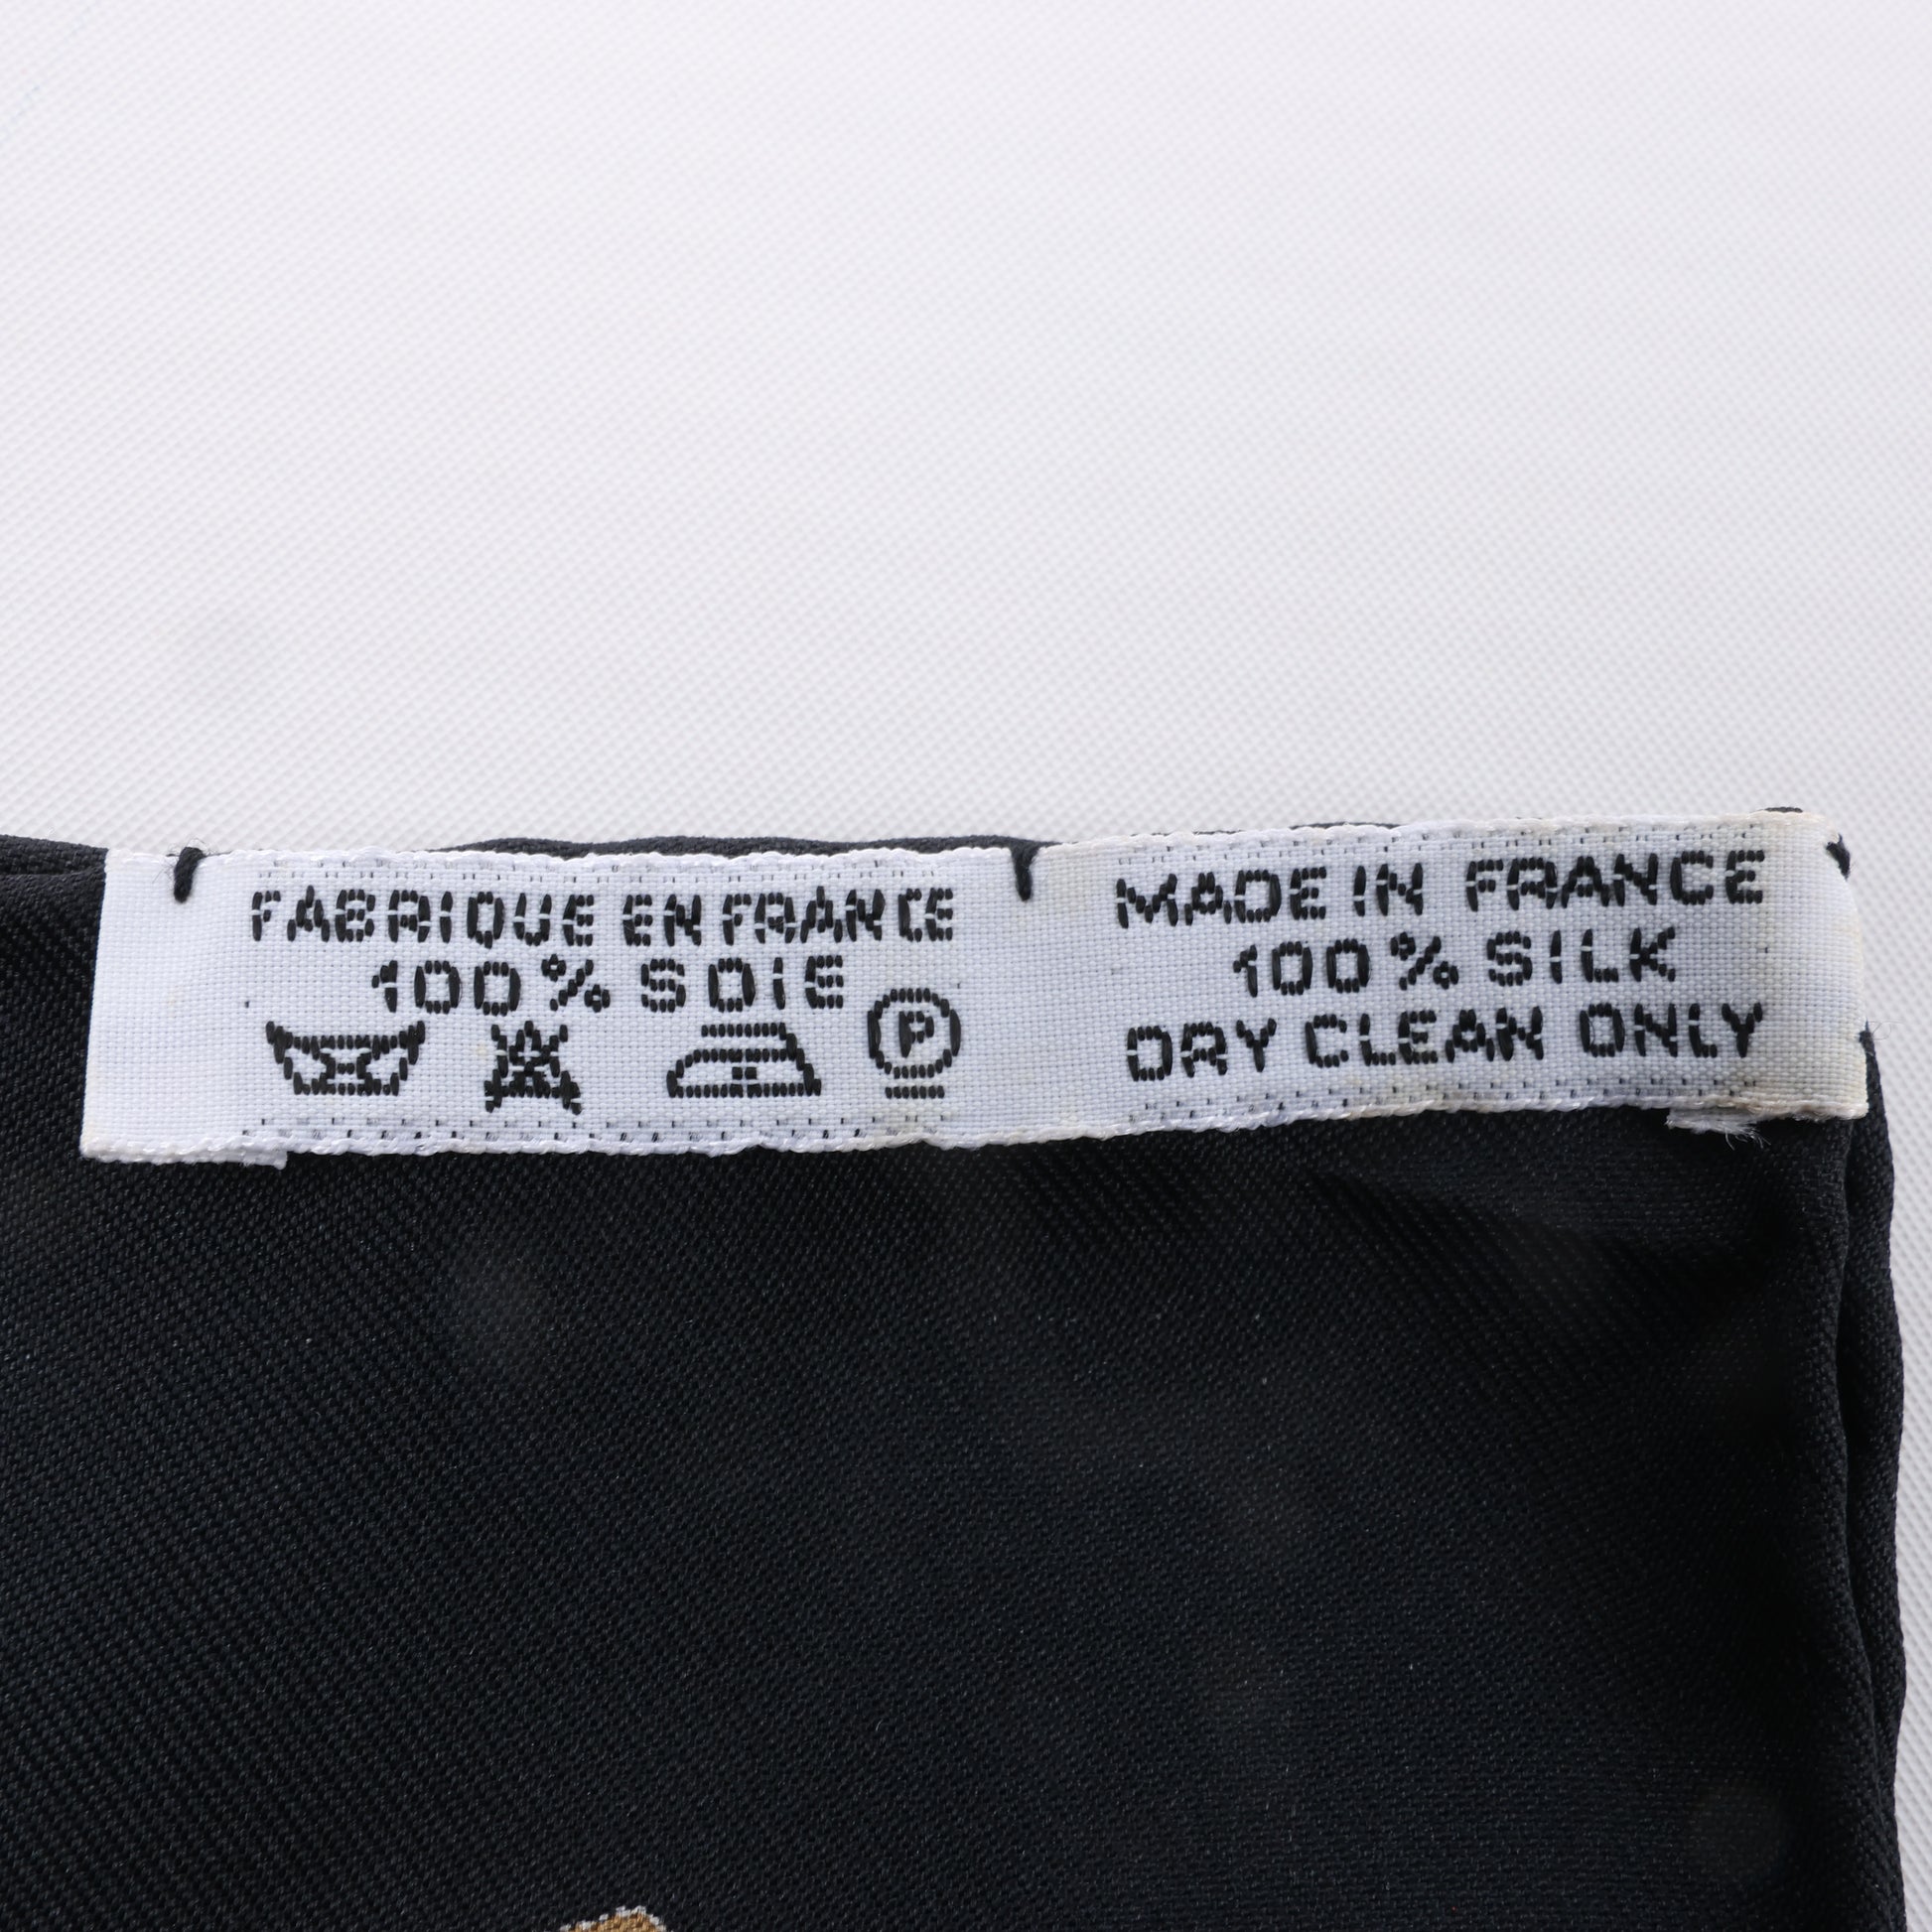 FABRIQUE EN FRANCE
100% SOIE
P
MADE IN FRANCE
100% SILK
DRY CLEAN ONLY